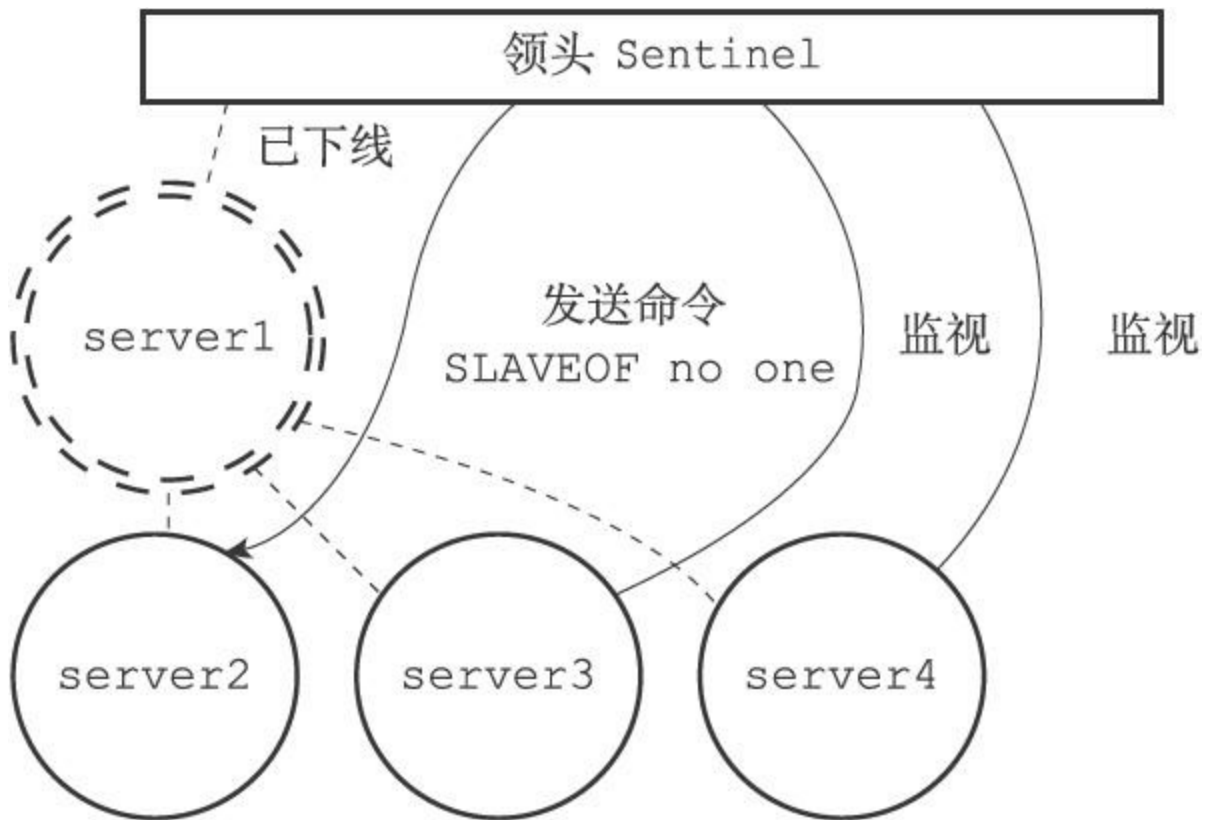 领头 Sentinel
已下线
发送命令
SLAVEOF no one
监视
监视
server1
server2
server3
server4